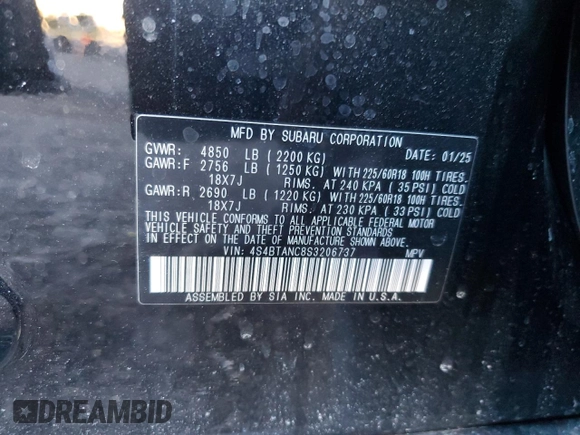 MFD BY SUBARU CORPORATION
GVWR: 4850 LB ( 2200 KG) DATE: 01/25
GAWR:F 2756 LB ( 1250 KG) WITH 225/60R18 100H TIRES.
18X7J RIMS. AT 240 KPA ( 35 PSI) COLD
GAWR:R 2690 LB ( 1220 KG) WITH 225/60R18 100H TIRES.
18X7J RIMS. AT 230 KPA ( 33 PSI) COLD
THIS VEHICLE CONFORMS TO ALL APPLICABLE FEDERAL MOTOR
VEHICLE SAFETY AND THEFT PREVENTION STANDARDS
IN EFFECT ON THE DATE OF MANUFACTURE SHOWN ABOVE.
VIN: 4S4BTANC8S3206737 MPV
ASSEMBLED BY SIA INC. MADE IN U.S.A.
DREAMBID